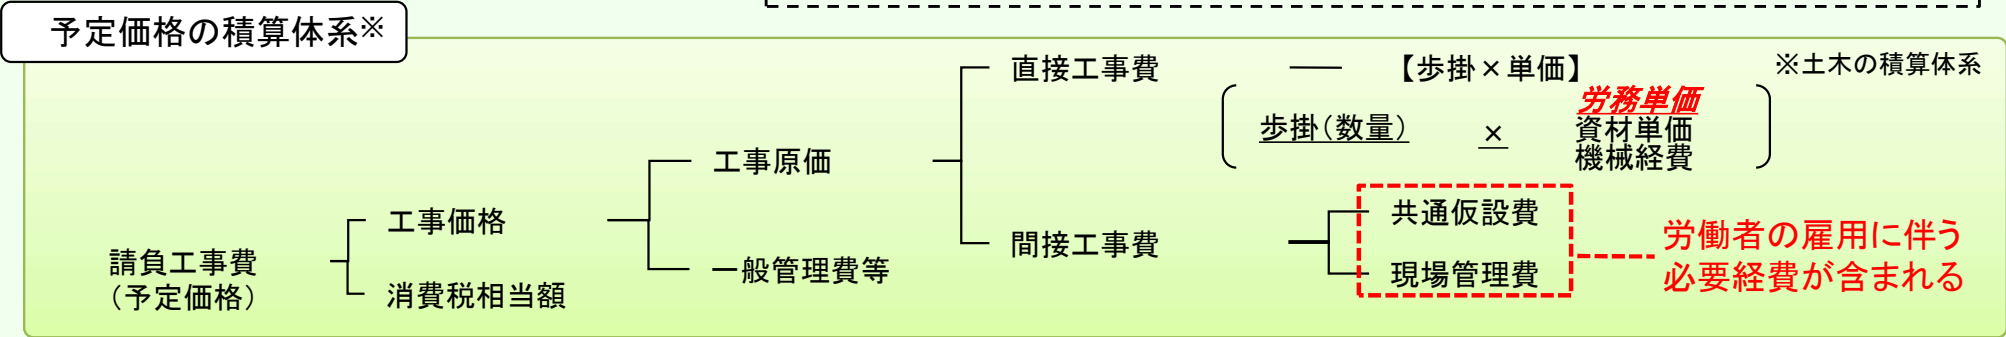 予定価格の積算体系※
※土木の積算体系
請負工事費
（予定価格）
工事価格
消費税相当額
工事原価
一般管理費等
直接工事費
【歩掛×単価】
歩掛（数量）
×
労務単価
資材単価
機械経費
間接工事費
共通仮設費
現場管理費
労働者の雇用に伴う
必要経費が含まれる